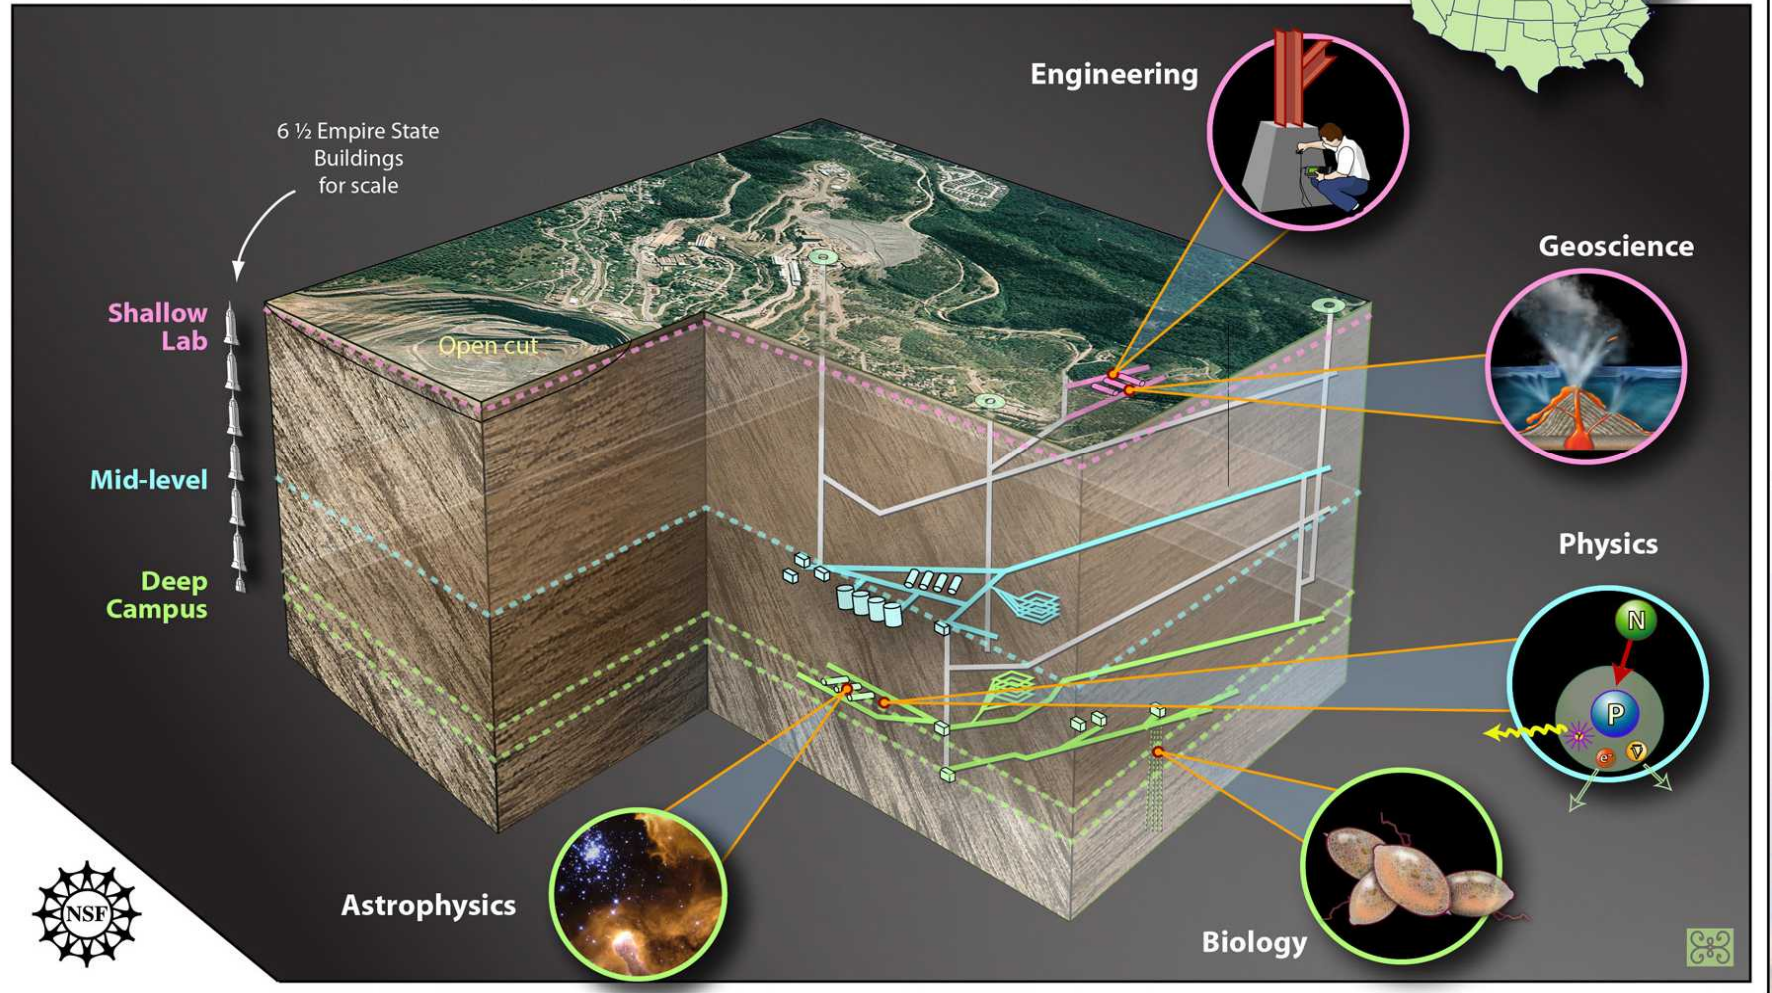 Engineering
6 ½ Empire State
Buildings
for scale
Geoscience
Shallow
Lab
Open cut
Mid-level
Physics
Deep
Campus
N
P
e⁻
Astrophysics
NSF
Biology